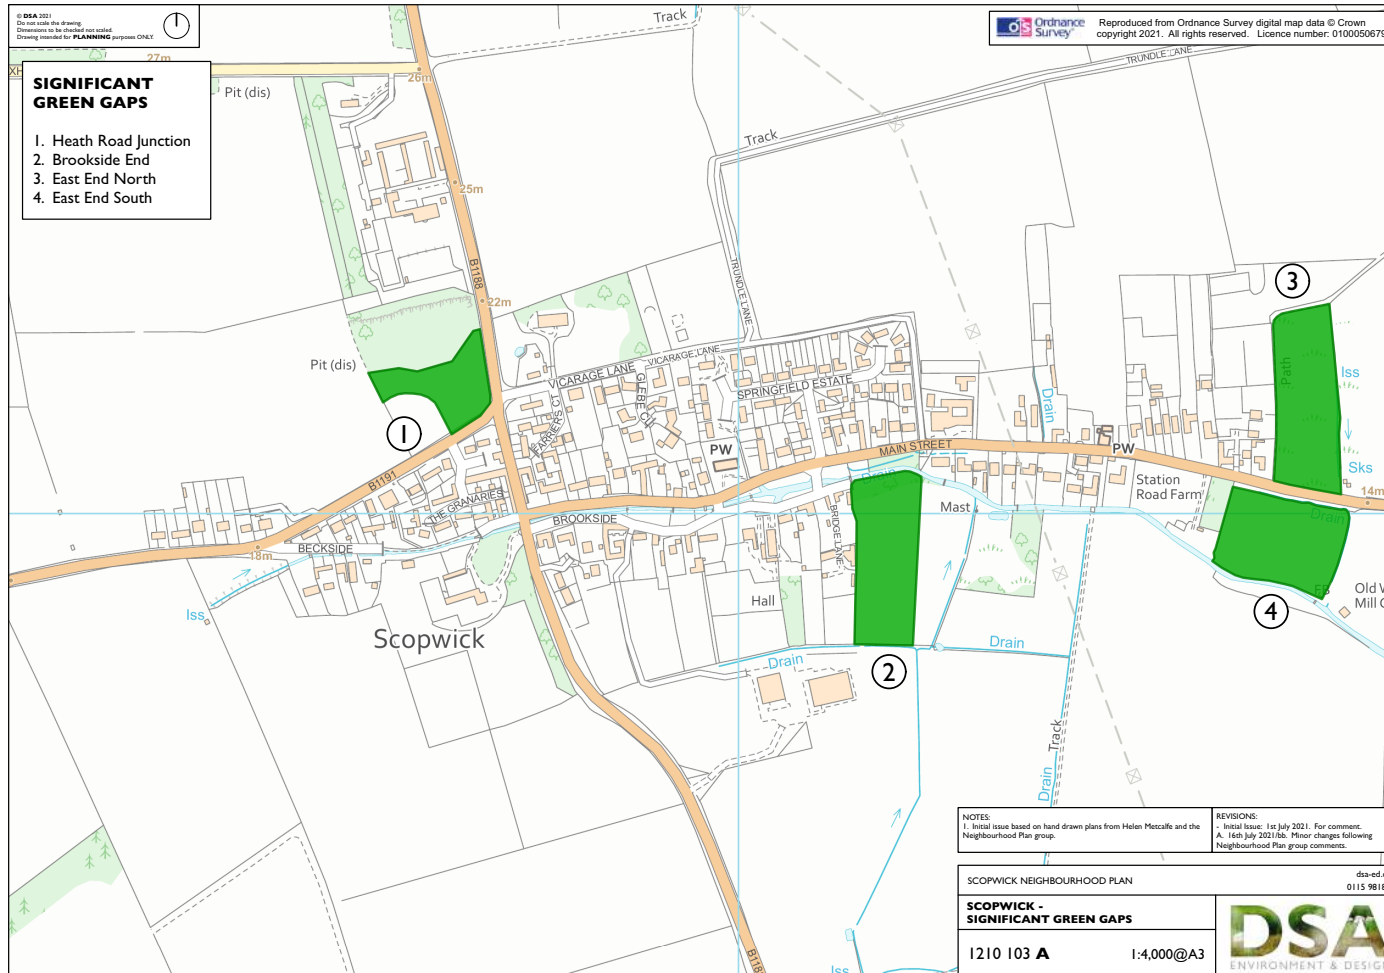 © DSA 2021
Do not scale the drawing.
Dimensions to be checked not scaled.
Drawing intended for PLANNING purposes ONLY.
SIGNIFICANT
GREEN GAPS
1. Heath Road Junction
2. Brookside End
3. East End North
4. East End South
Ordnance
Survey
Reproduced from Ordnance Survey digital map data © Crown
copyright 2021. All rights reserved. Licence number: 0100050679
27m
26m
Pit (dis)
Track
TRUNDLE LANE
Track
25m
B1188
22m
TRUNDLE LANE
3
Pit (dis)
VICARAGE LANE
VICARAGE LANE
GLEBE CL
SPRINGFIELD ESTATE
Path
Iss
Drain
1
FARRIERS CT
PW
MAIN STREET
PW
B1191
Sks
Station
Road Farm
14m
THE GRANARIES
Drain
Mast
Drain
BROOKSIDE
BRIDGE LANE
BECKSIDE
18m
Iss
Hall
FB
Old
Mill
4
Scopwick
Drain
2
Drain
Track
Drain
B1188
Iss
NOTES:
1. Initial issue based on hand drawn plans from Helen Metcalfe and the
Neighbourhood Plan group.
REVISIONS:
- Initial Issue: 1st July 2021. For comment.
A. 16th July 2021/bb. Minor changes following
Neighbourhood Plan group comments.
SCOPWICK NEIGHBOURHOOD PLAN
dsa-ed.
0115 9818
SCOPWICK -
SIGNIFICANT GREEN GAPS
1210 103 A
1:4,000@A3
DSA
ENVIRONMENT & DESIGN